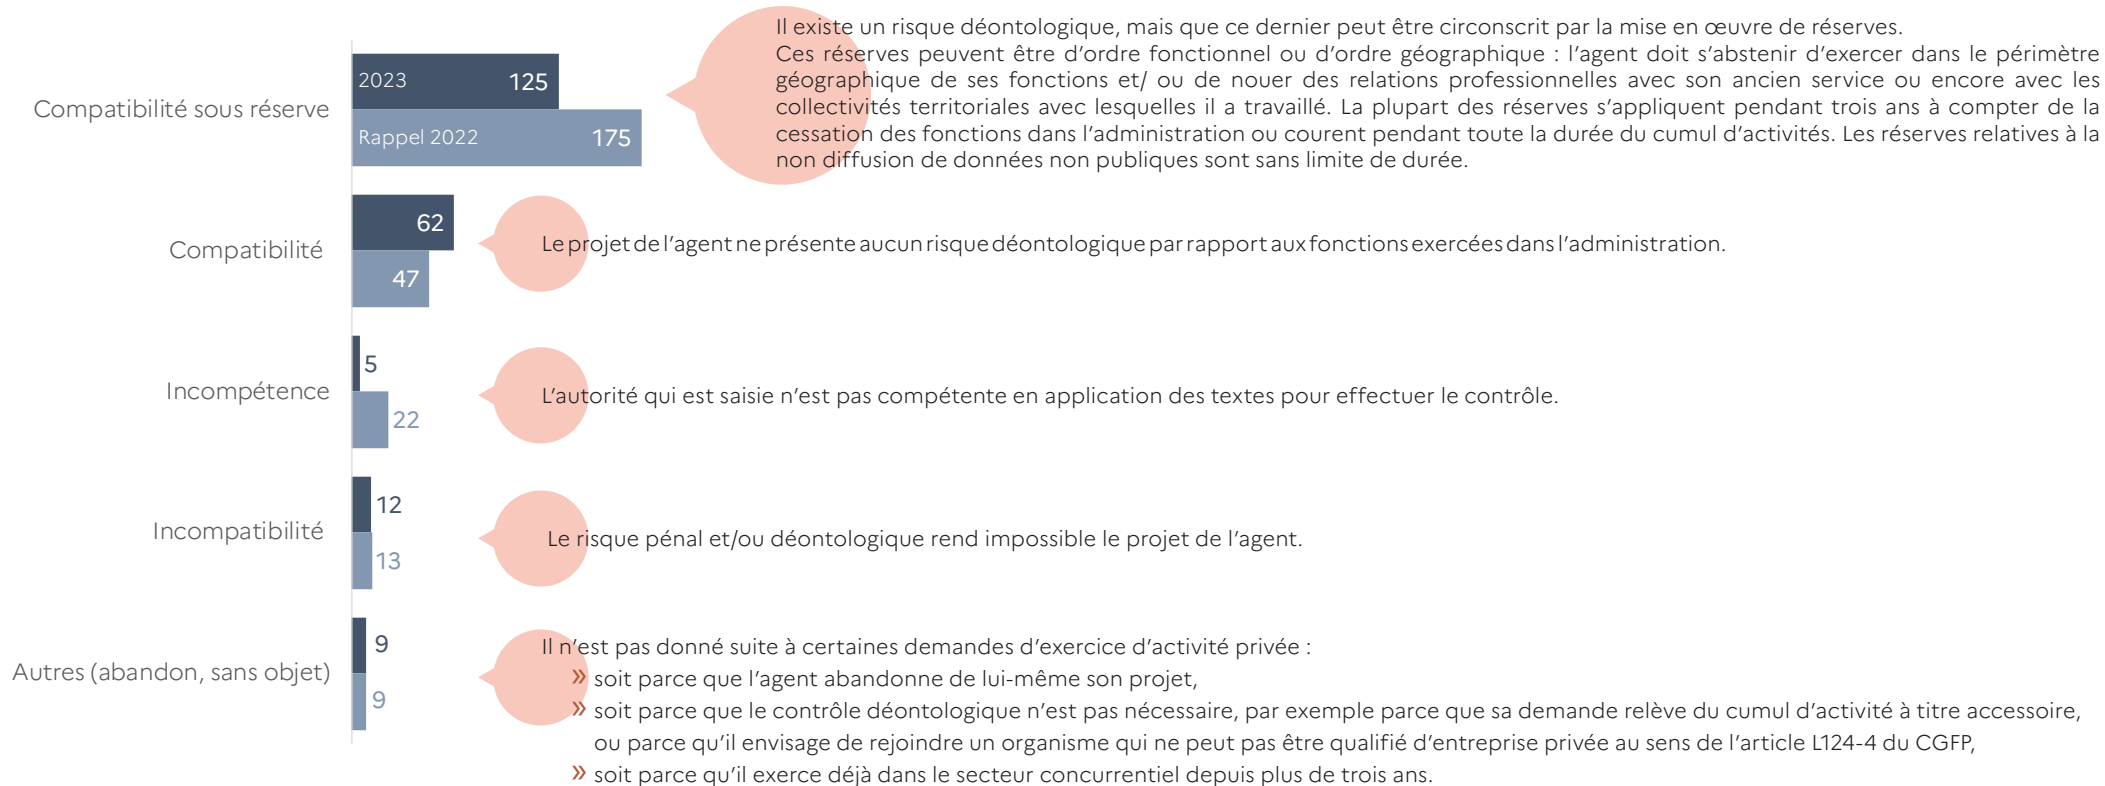 Compatibilité sous réserve
2023
125
Rappel 2022
175
Il existe un risque déontologique, mais que ce dernier peut être circonscrit par la mise en œuvre de réserves.
Ces réserves peuvent être d’ordre fonctionnel ou d’ordre géographique : l’agent doit s’abstenir d’exercer dans le périmètre
géographique de ses fonctions et/ ou de nouer des relations professionnelles avec son ancien service ou encore avec les
collectivités territoriales avec lesquelles il a travaillé. La plupart des réserves s’appliquent pendant trois ans à compter de la
cessation des fonctions dans l’administration ou courent pendant toute la durée du cumul d’activités. Les réserves relatives à la
non diffusion de données non publiques sont sans limite de durée.
Compatibilité
62
47
Le projet de l’agent ne présente aucun risque déontologique par rapport aux fonctions exercées dans l’administration.
Incompétence
5
22
L’autorité qui est saisie n’est pas compétente en application des textes pour effectuer le contrôle.
Incompatibilité
12
13
Le risque pénal et/ou déontologique rend impossible le projet de l’agent.
Autres (abandon, sans objet)
9
9
Il n’est pas donné suite à certaines demandes d’exercice d’activité privée :
» soit parce que l’agent abandonne de lui-même son projet,
» soit parce que le contrôle déontologique n’est pas nécessaire, par exemple parce que sa demande relève du cumul d’activité à titre accessoire,
ou parce qu’il envisage de rejoindre un organisme qui ne peut pas être qualifié d’entreprise privée au sens de l’article L124-4 du CGFP,
» soit parce qu’il exerce déjà dans le secteur concurrentiel depuis plus de trois ans.